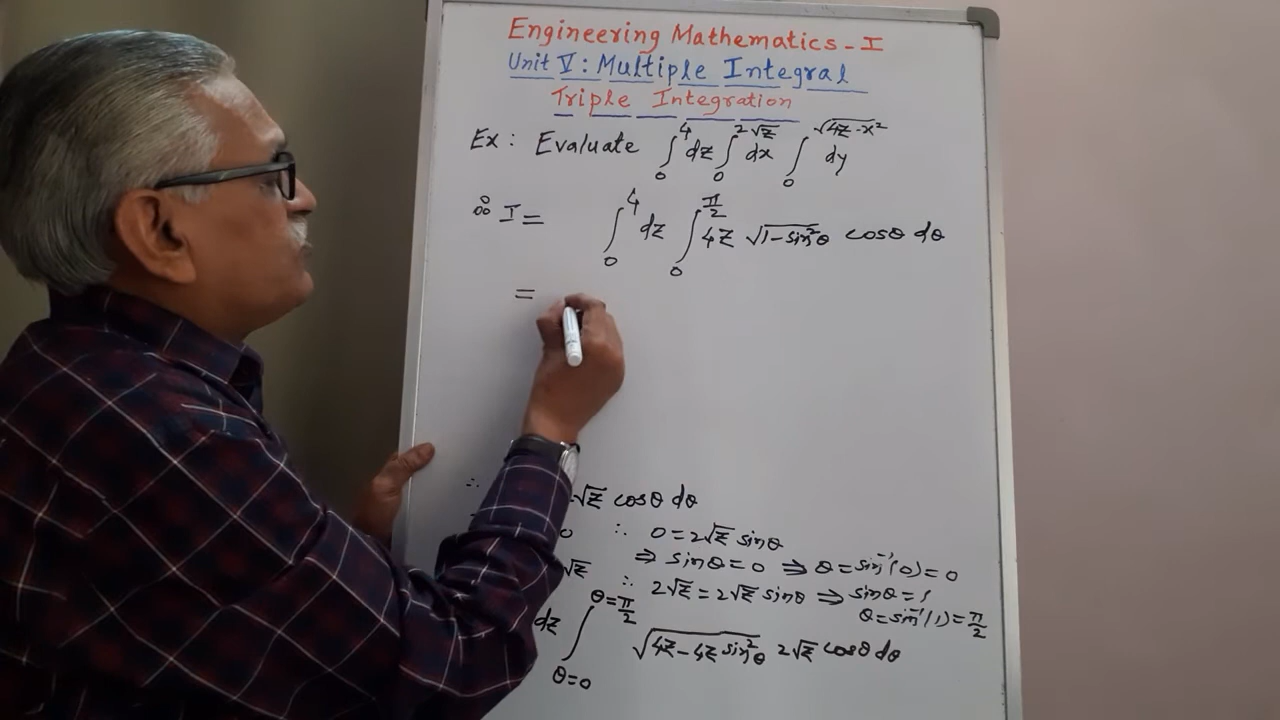 Engineering Mathematics - I
Unit V : Multiple Integral
Triple Integration
Ex : Evaluate ∫₀⁴ dz ∫₀^{2√z} dx ∫₀^{√(4z-x²)} dy
∴ I = ∫₀⁴ dz ∫₀^{π/2} 4z √(1-sin²θ) cosθ dθ
=
∴ √z cosθ dθ
0 ∴ 0 = 2√z sinθ
⇒ sinθ = 0 ⇒ θ = sin⁻¹(0) = 0
√z ∴ 2√z = 2√z sinθ ⇒ sinθ = 1
θ = sin⁻¹(1) = π/2
dz ∫_{θ=0}^{θ=π/2} √(4z-4z sin²θ) 2√z cosθ dθ